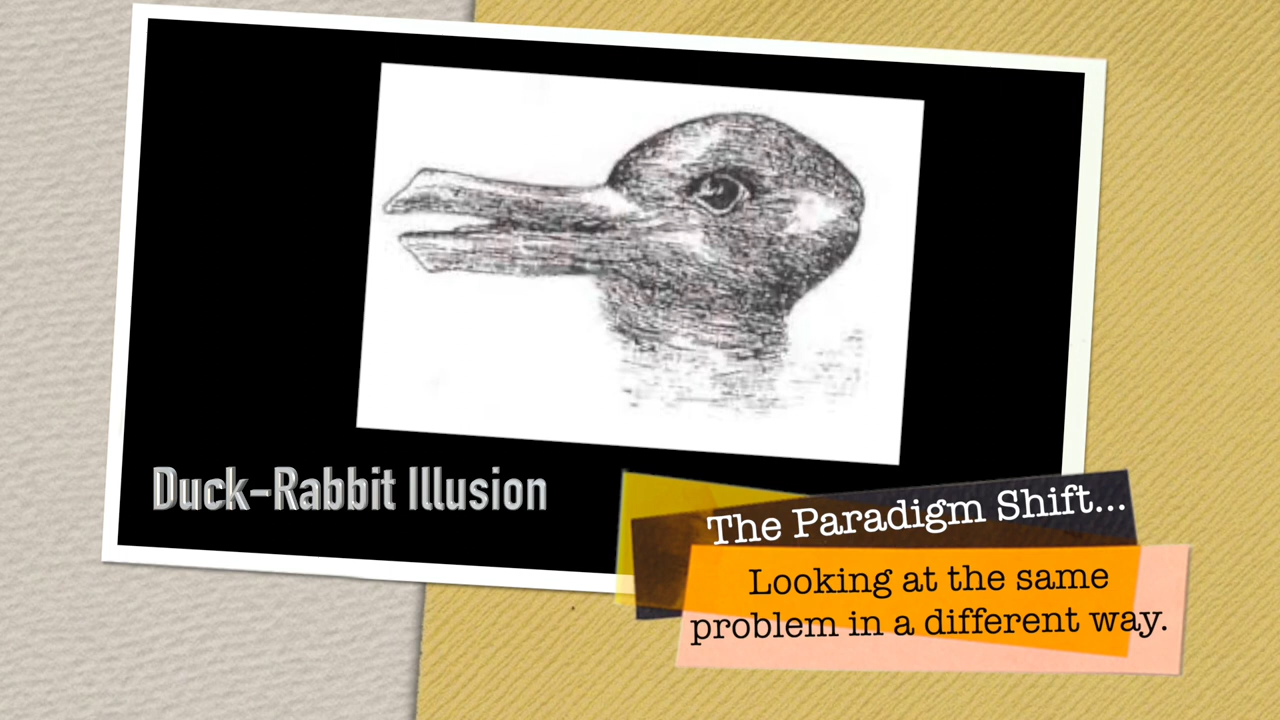 Duck–Rabbit Illusion
The Paradigm Shift...
Looking at the same
problem in a different way.